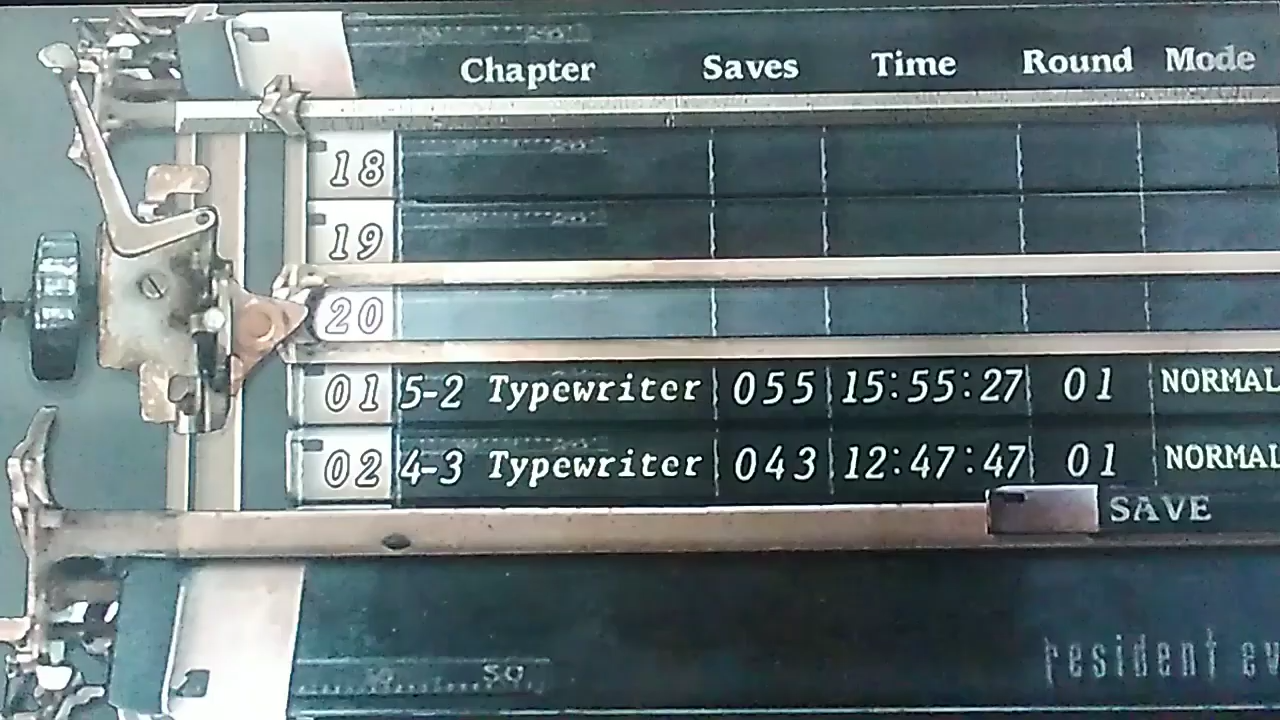 Chapter Saves Time Round Mode
18
19
20
01 5-2 Typewriter 055 15:55:27 01 NORMAL
02 4-3 Typewriter 043 12:47:47 01 NORMAL
SAVE
50
resident ev